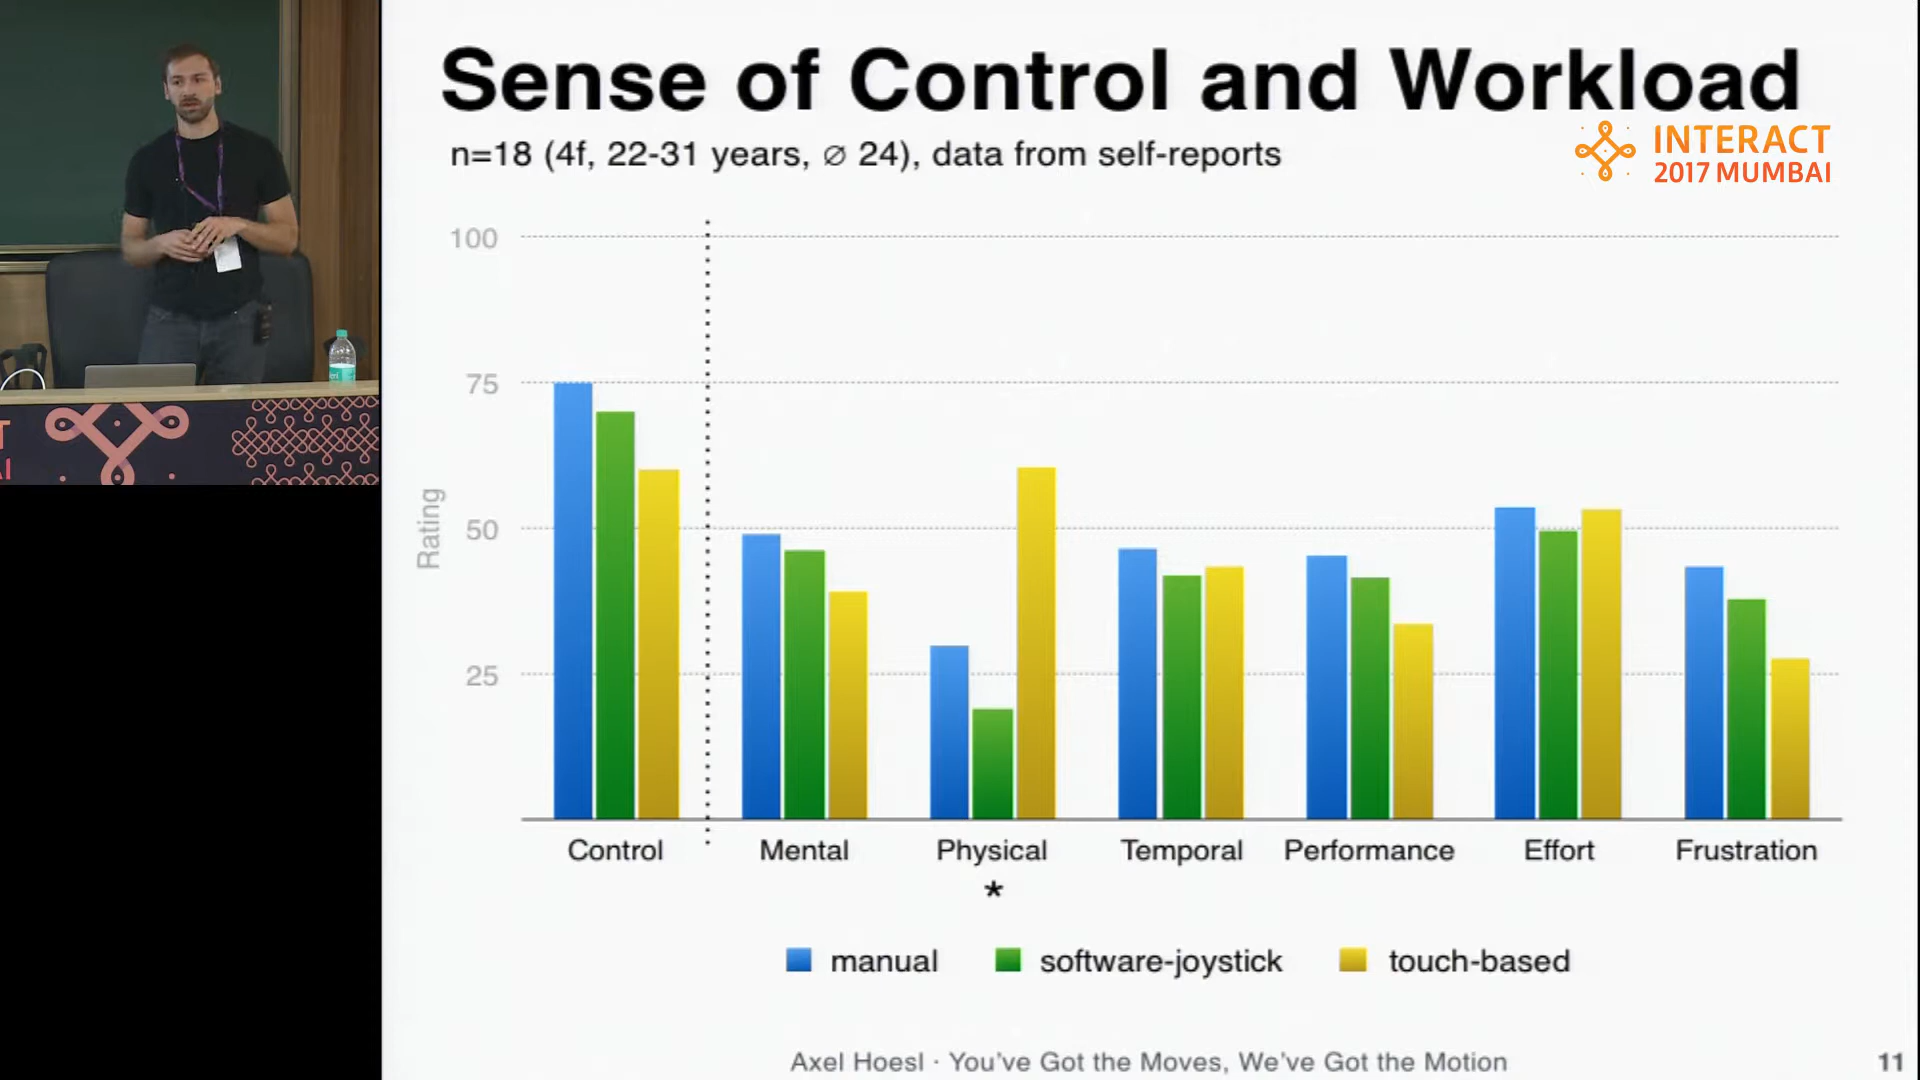 Sense of Control and Workload
n=18 (4f, 22-31 years, ⌀ 24), data from self-reports
INTERACT
2017 MUMBAI
100
75
50
25
Rating
Control
Mental
Physical
Temporal
Performance
Effort
Frustration
*
manual
software-joystick
touch-based
Axel Hoesl · You've Got the Moves, We've Got the Motion
11